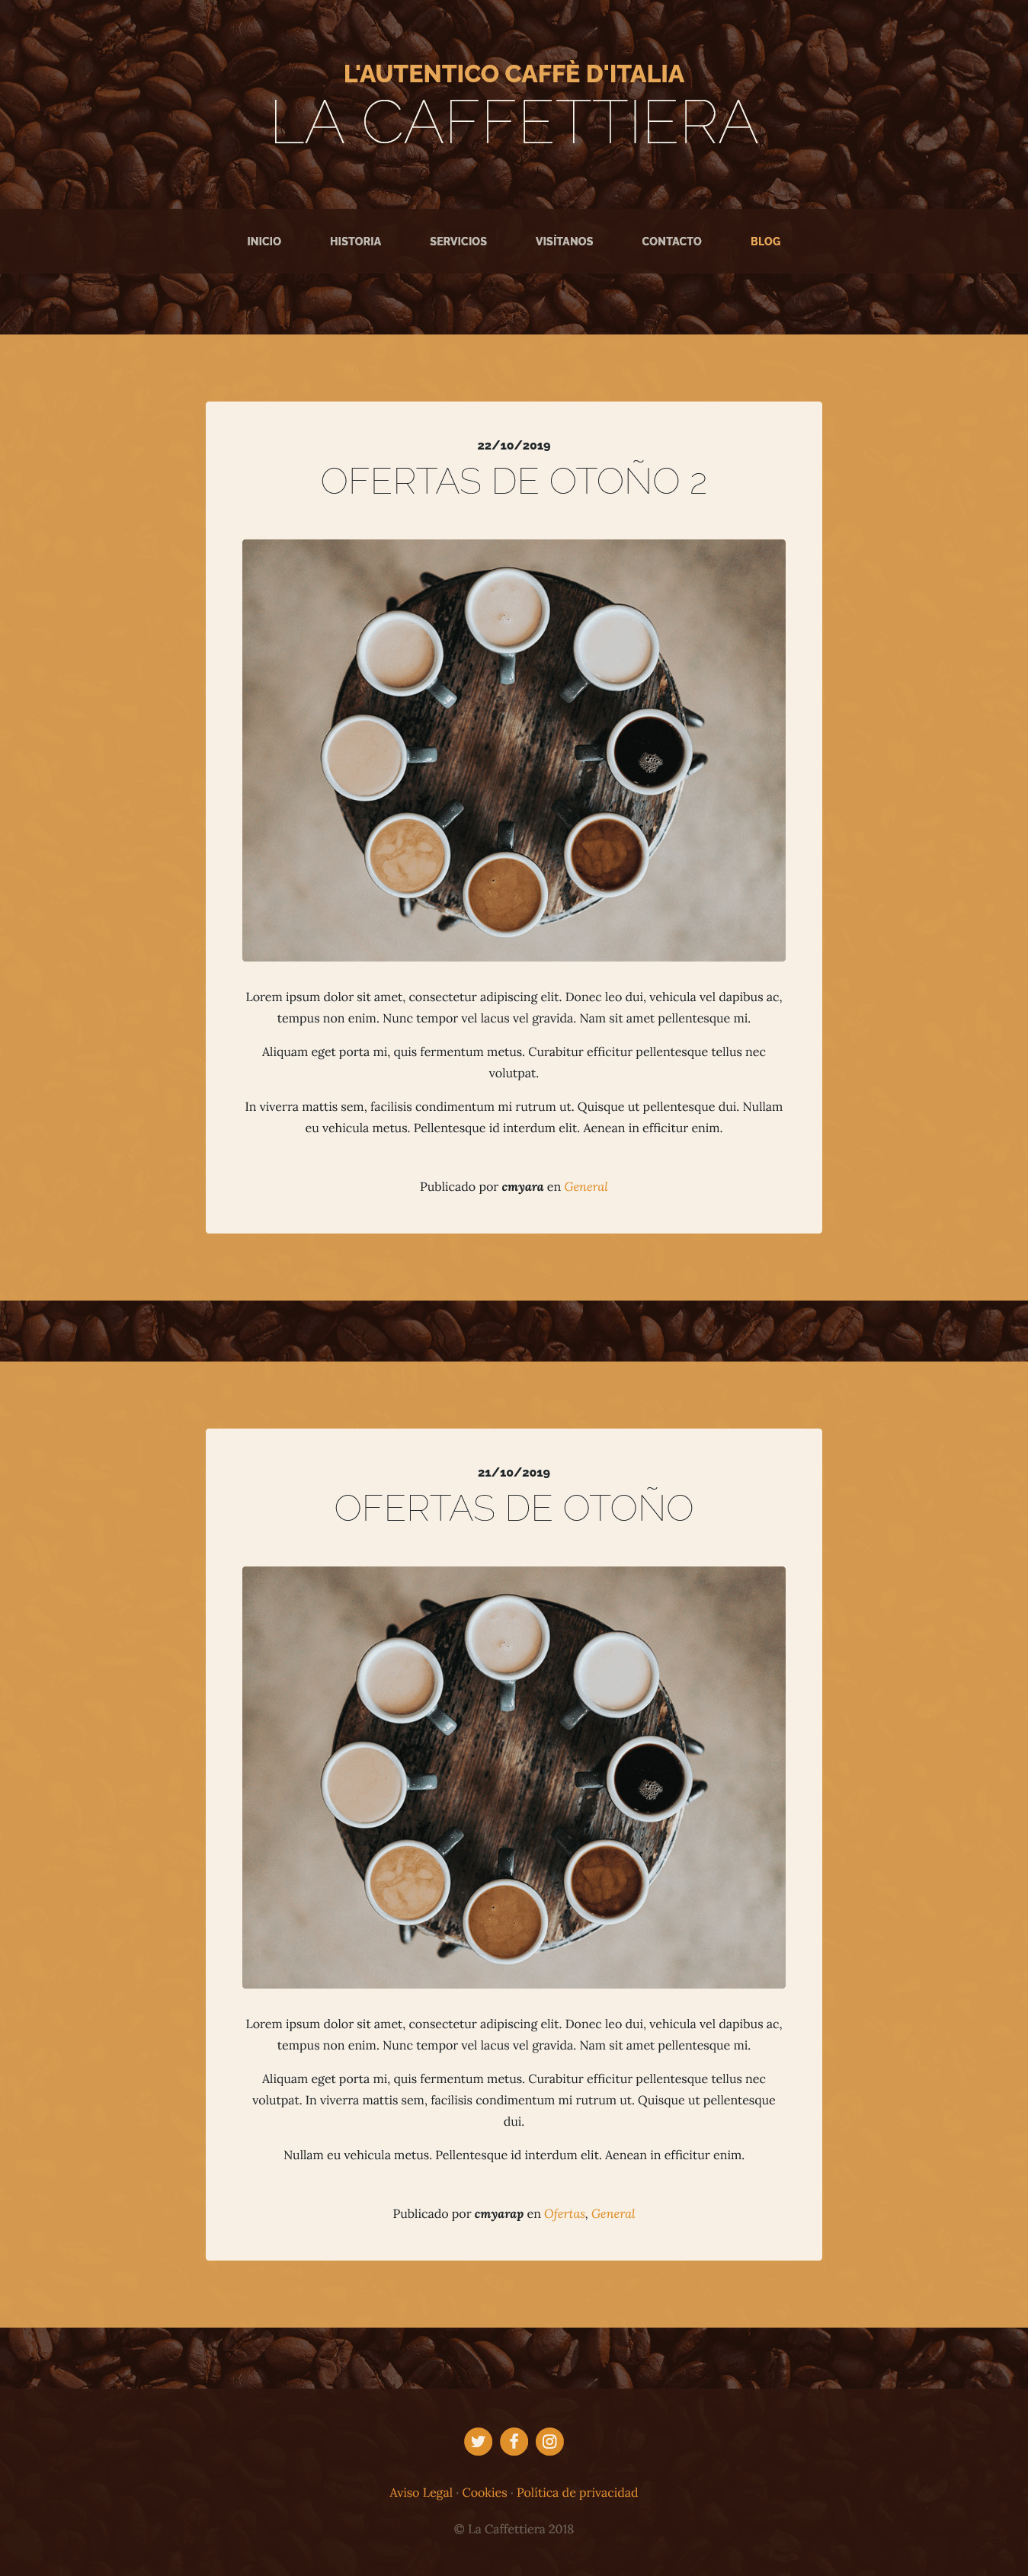 L'AUTENTICO CAFFÈ D'ITALIA
LA CAFFETTIERA
INICIO HISTORIA SERVICIOS VISÍTANOS CONTACTO BLOG
22/10/2019
OFERTAS DE OTOÑO 2
Lorem ipsum dolor sit amet, consectetur adipiscing elit. Donec leo dui, vehicula vel dapibus ac,
tempus non enim. Nunc tempor vel lacus vel gravida. Nam sit amet pellentesque mi.
Aliquam eget porta mi, quis fermentum metus. Curabitur efficitur pellentesque tellus nec
volutpat.
In viverra mattis sem, facilisis condimentum mi rutrum ut. Quisque ut pellentesque dui. Nullam
eu vehicula metus. Pellentesque id interdum elit. Aenean in efficitur enim.
Publicado por cmyara en General
21/10/2019
OFERTAS DE OTOÑO
Lorem ipsum dolor sit amet, consectetur adipiscing elit. Donec leo dui, vehicula vel dapibus ac,
tempus non enim. Nunc tempor vel lacus vel gravida. Nam sit amet pellentesque mi.
Aliquam eget porta mi, quis fermentum metus. Curabitur efficitur pellentesque tellus nec
volutpat. In viverra mattis sem, facilisis condimentum mi rutrum ut. Quisque ut pellentesque
dui.
Nullam eu vehicula metus. Pellentesque id interdum elit. Aenean in efficitur enim.
Publicado por cmyarap en Ofertas, General
Aviso Legal · Cookies · Política de privacidad
© La Caffettiera 2018